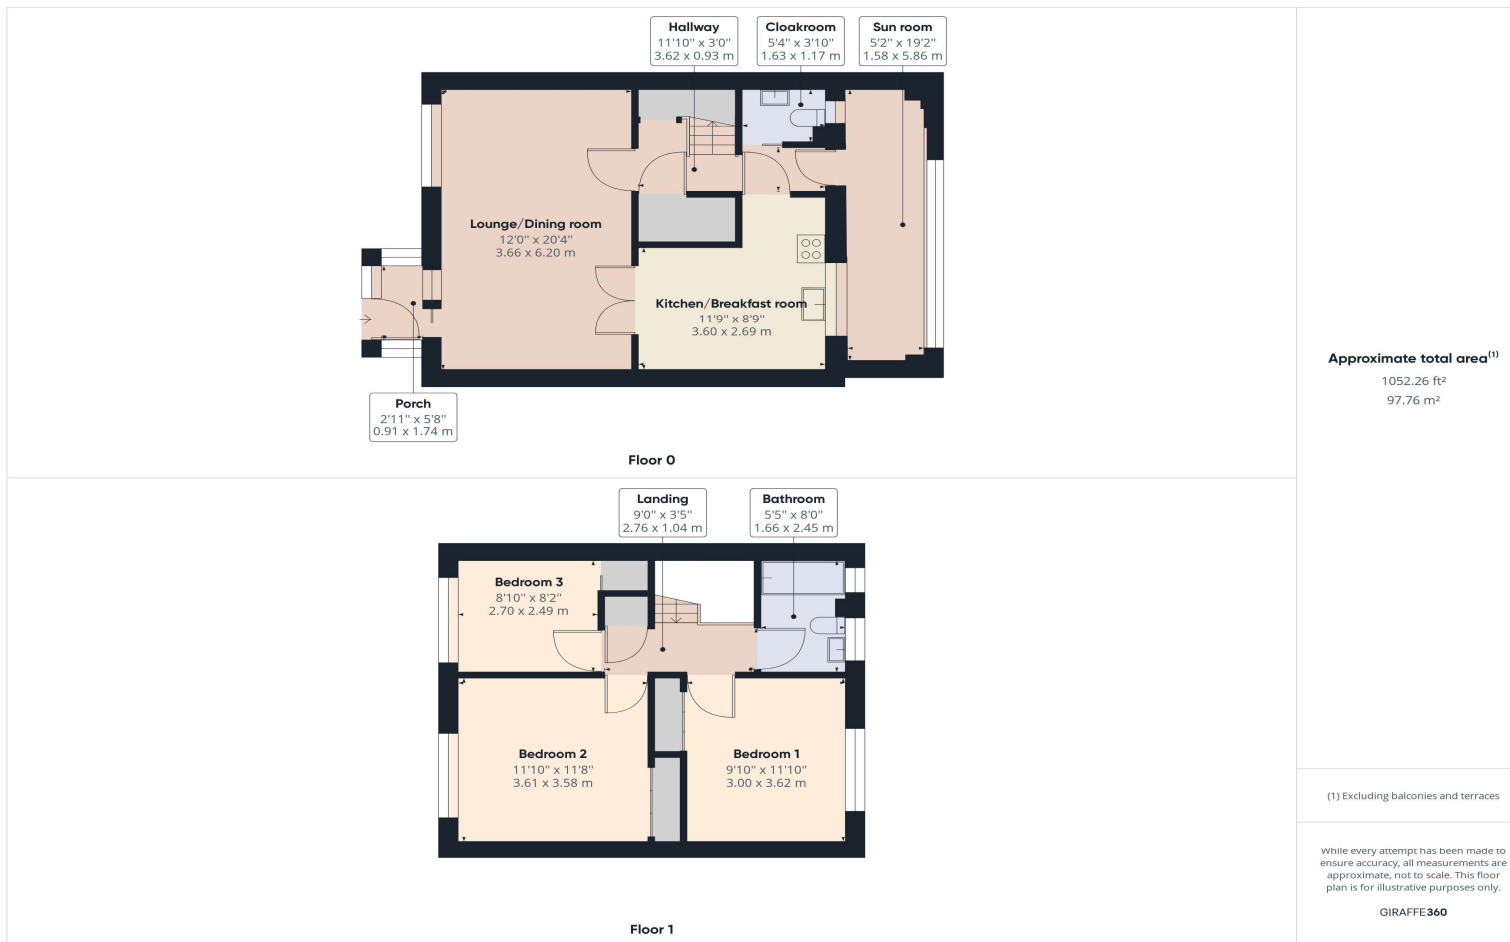 Hallway
11'10" x 3'0"
3.62 x 0.93 m
Cloakroom
5'4" x 3'10"
1.63 x 1.17 m
Sun room
5'2" x 19'2"
1.58 x 5.86 m
Lounge/Dining room
12'0" x 20'4"
3.66 x 6.20 m
Kitchen/Breakfast room
11'9" x 8'9"
3.60 x 2.69 m
Porch
2'11" x 5'8"
0.91 x 1.74 m
Floor 0
Landing
9'0" x 3'5"
2.76 x 1.04 m
Bathroom
5'5" x 8'0"
1.66 x 2.45 m
Bedroom 3
8'10" x 8'2"
2.70 x 2.49 m
Bedroom 2
11'10" x 11'8"
3.61 x 3.58 m
Bedroom 1
9'10" x 11'10"
3.00 x 3.62 m
Floor 1
Approximate total area(1)
1052.26 ft²
97.76 m²
(1) Excluding balconies and terraces
While every attempt has been made to
ensure accuracy, all measurements are
approximate, not to scale. This floor
plan is for illustrative purposes only.
GIRAFFE360